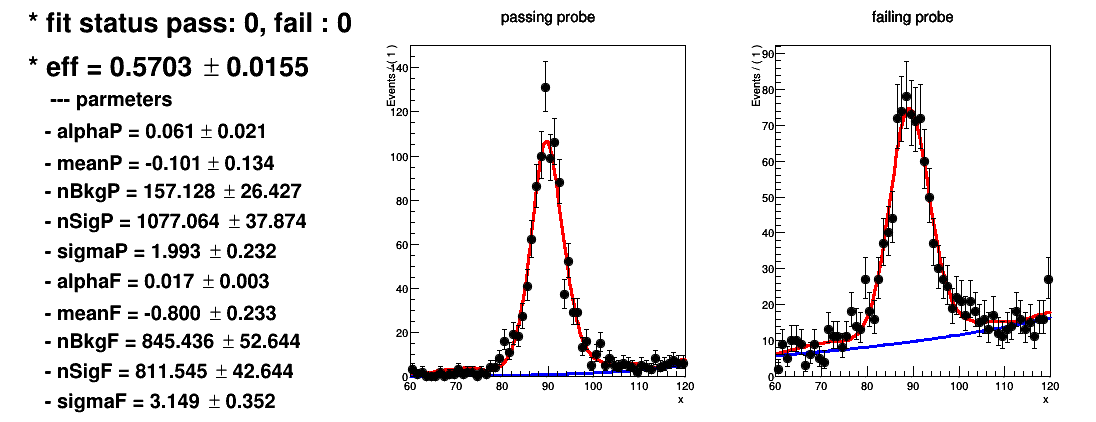 * fit status pass: 0, fail : 0
* eff = 0.5703 ± 0.0155
--- parmeters
- alphaP = 0.061 ± 0.021
- meanP = -0.101 ± 0.134
- nBkgP = 157.128 ± 26.427
- nSigP = 1077.064 ± 37.874
- sigmaP = 1.993 ± 0.232
- alphaF = 0.017 ± 0.003
- meanF = -0.800 ± 0.233
- nBkgF = 845.436 ± 52.644
- nSigF = 811.545 ± 42.644
- sigmaF = 3.149 ± 0.352
passing probe
Events / ( 1 )
140
120
100
80
60
40
20
0
60 70 80 90 100 110 120
x
failing probe
Events / ( 1 )
90
80
70
60
50
40
30
20
10
0
60 70 80 90 100 110 120
x